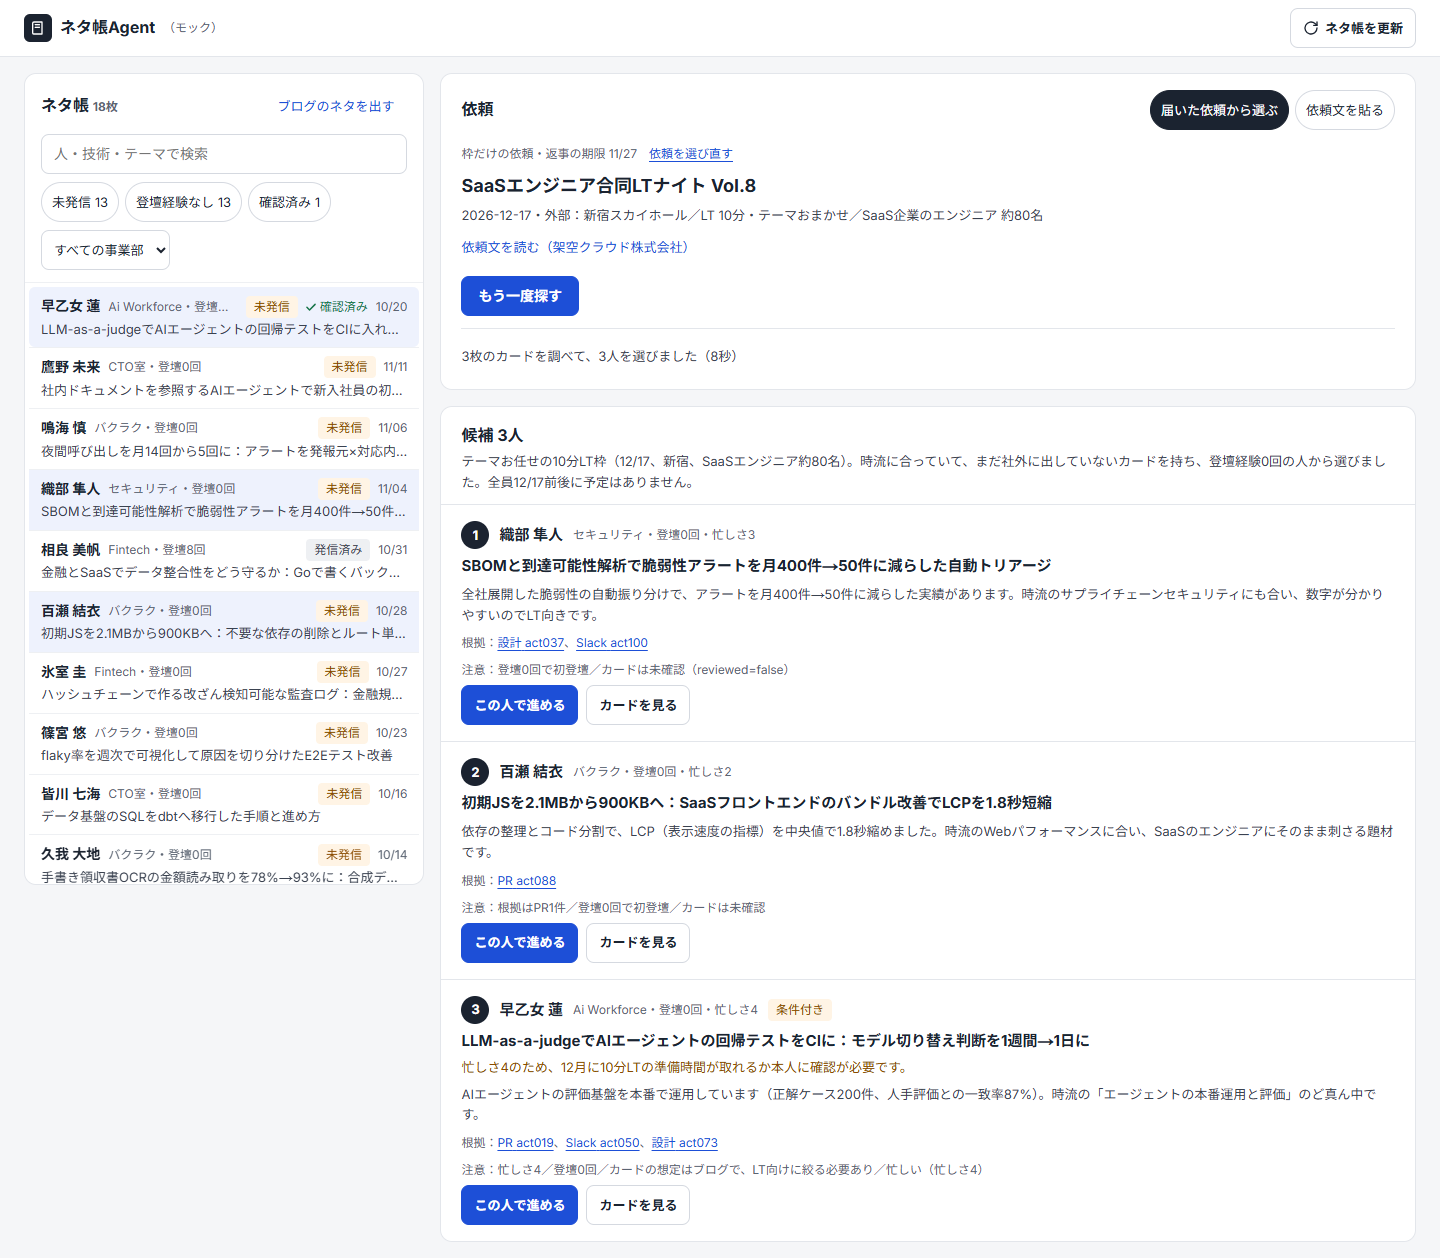 ネタ帳Agent （モック）
ネタ帳を更新
ネタ帳 18枚
ブログのネタを出す
人・技術・テーマで検索
未発信 13
登壇経験なし 13
確認済み 1
すべての事業部
早乙女 蓮 Ai Workforce・登壇… 未発信 確認済み 10/20
LLM-as-a-judgeでAIエージェントの回帰テストをCIに入れ…
鷹野 未来 CTO室・登壇0回 未発信 11/11
社内ドキュメントを参照するAIエージェントで新入社員の初…
鳴海 慎 バクラク・登壇0回 未発信 11/06
夜間呼び出しを月14回から5回に：アラートを発報元×対応内…
織部 隼人 セキュリティ・登壇0回 未発信 11/04
SBOMと到達可能性解析で脆弱性アラートを月400件→50件…
相良 美帆 Fintech・登壇8回 発信済み 10/31
金融とSaaSでデータ整合性をどう守るか：Goで書くバック…
百瀬 結衣 バクラク・登壇0回 未発信 10/28
初期JSを2.1MBから900KBへ：不要な依存の削除とルート単…
氷室 圭 Fintech・登壇0回 未発信 10/27
ハッシュチェーンで作る改ざん検知可能な監査ログ：金融規…
篠宮 悠 バクラク・登壇0回 未発信 10/23
flaky率を週次で可視化して原因を切り分けたE2Eテスト改善
皆川 七海 CTO室・登壇0回 未発信 10/16
データ基盤のSQLをdbtへ移行した手順と進め方
久我 大地 バクラク・登壇0回 未発信 10/14
手書き領収書OCRの金額読み取りを78%→93%に：合成デ…
依頼
届いた依頼から選ぶ
依頼文を貼る
枠だけの依頼・返事の期限 11/27 依頼を選び直す
SaaSエンジニア合同LTナイト Vol.8
2026-12-17・外部：新宿スカイホール／LT 10分・テーマおまかせ／SaaS企業のエンジニア 約80名
依頼文を読む（架空クラウド株式会社）
もう一度探す
3枚のカードを調べて、3人を選びました（8秒）
候補 3人
テーマお任せの10分LT枠（12/17、新宿、SaaSエンジニア約80名）。時流に合っていて、まだ社外に出していないカードを持ち、登壇経験0回の人から選びまし
た。全員12/17前後に予定はありません。
1 織部 隼人 セキュリティ・登壇0回・忙しさ3
SBOMと到達可能性解析で脆弱性アラートを月400件→50件に減らした自動トリアージ
全社展開した脆弱性の自動振り分けで、アラートを月400件→50件に減らした実績があります。時流のサプライチェーンセキュリティにも合い、数字が分かり
やすいのでLT向きです。
根拠：設計 act037、Slack act100
注意：登壇0回で初登壇／カードは未確認（reviewed=false）
この人で進める
カードを見る
2 百瀬 結衣 バクラク・登壇0回・忙しさ2
初期JSを2.1MBから900KBへ：SaaSフロントエンドのバンドル改善でLCPを1.8秒短縮
依存の整理とコード分割で、LCP（表示速度の指標）を中央値で1.8秒縮めました。時流のWebパフォーマンスに合い、SaaSのエンジニアにそのまま刺さる題材
です。
根拠：PR act088
注意：根拠はPR1件／登壇0回で初登壇／カードは未確認
この人で進める
カードを見る
3 早乙女 蓮 Ai Workforce・登壇0回・忙しさ4 条件付き
LLM-as-a-judgeでAIエージェントの回帰テストをCIに：モデル切り替え判断を1週間→1日に
忙しさ4のため、12月に10分LTの準備時間が取れるか本人に確認が必要です。
AIエージェントの評価基盤を本番で運用しています（正解ケース200件、人手評価との一致率87%）。時流の「エージェントの本番運用と評価」のど真ん中で
す。
根拠：PR act019、Slack act050、設計 act073
注意：忙しさ4／登壇0回／カードの想定はブログで、LT向けに絞る必要あり／忙しい（忙しさ4）
この人で進める
カードを見る